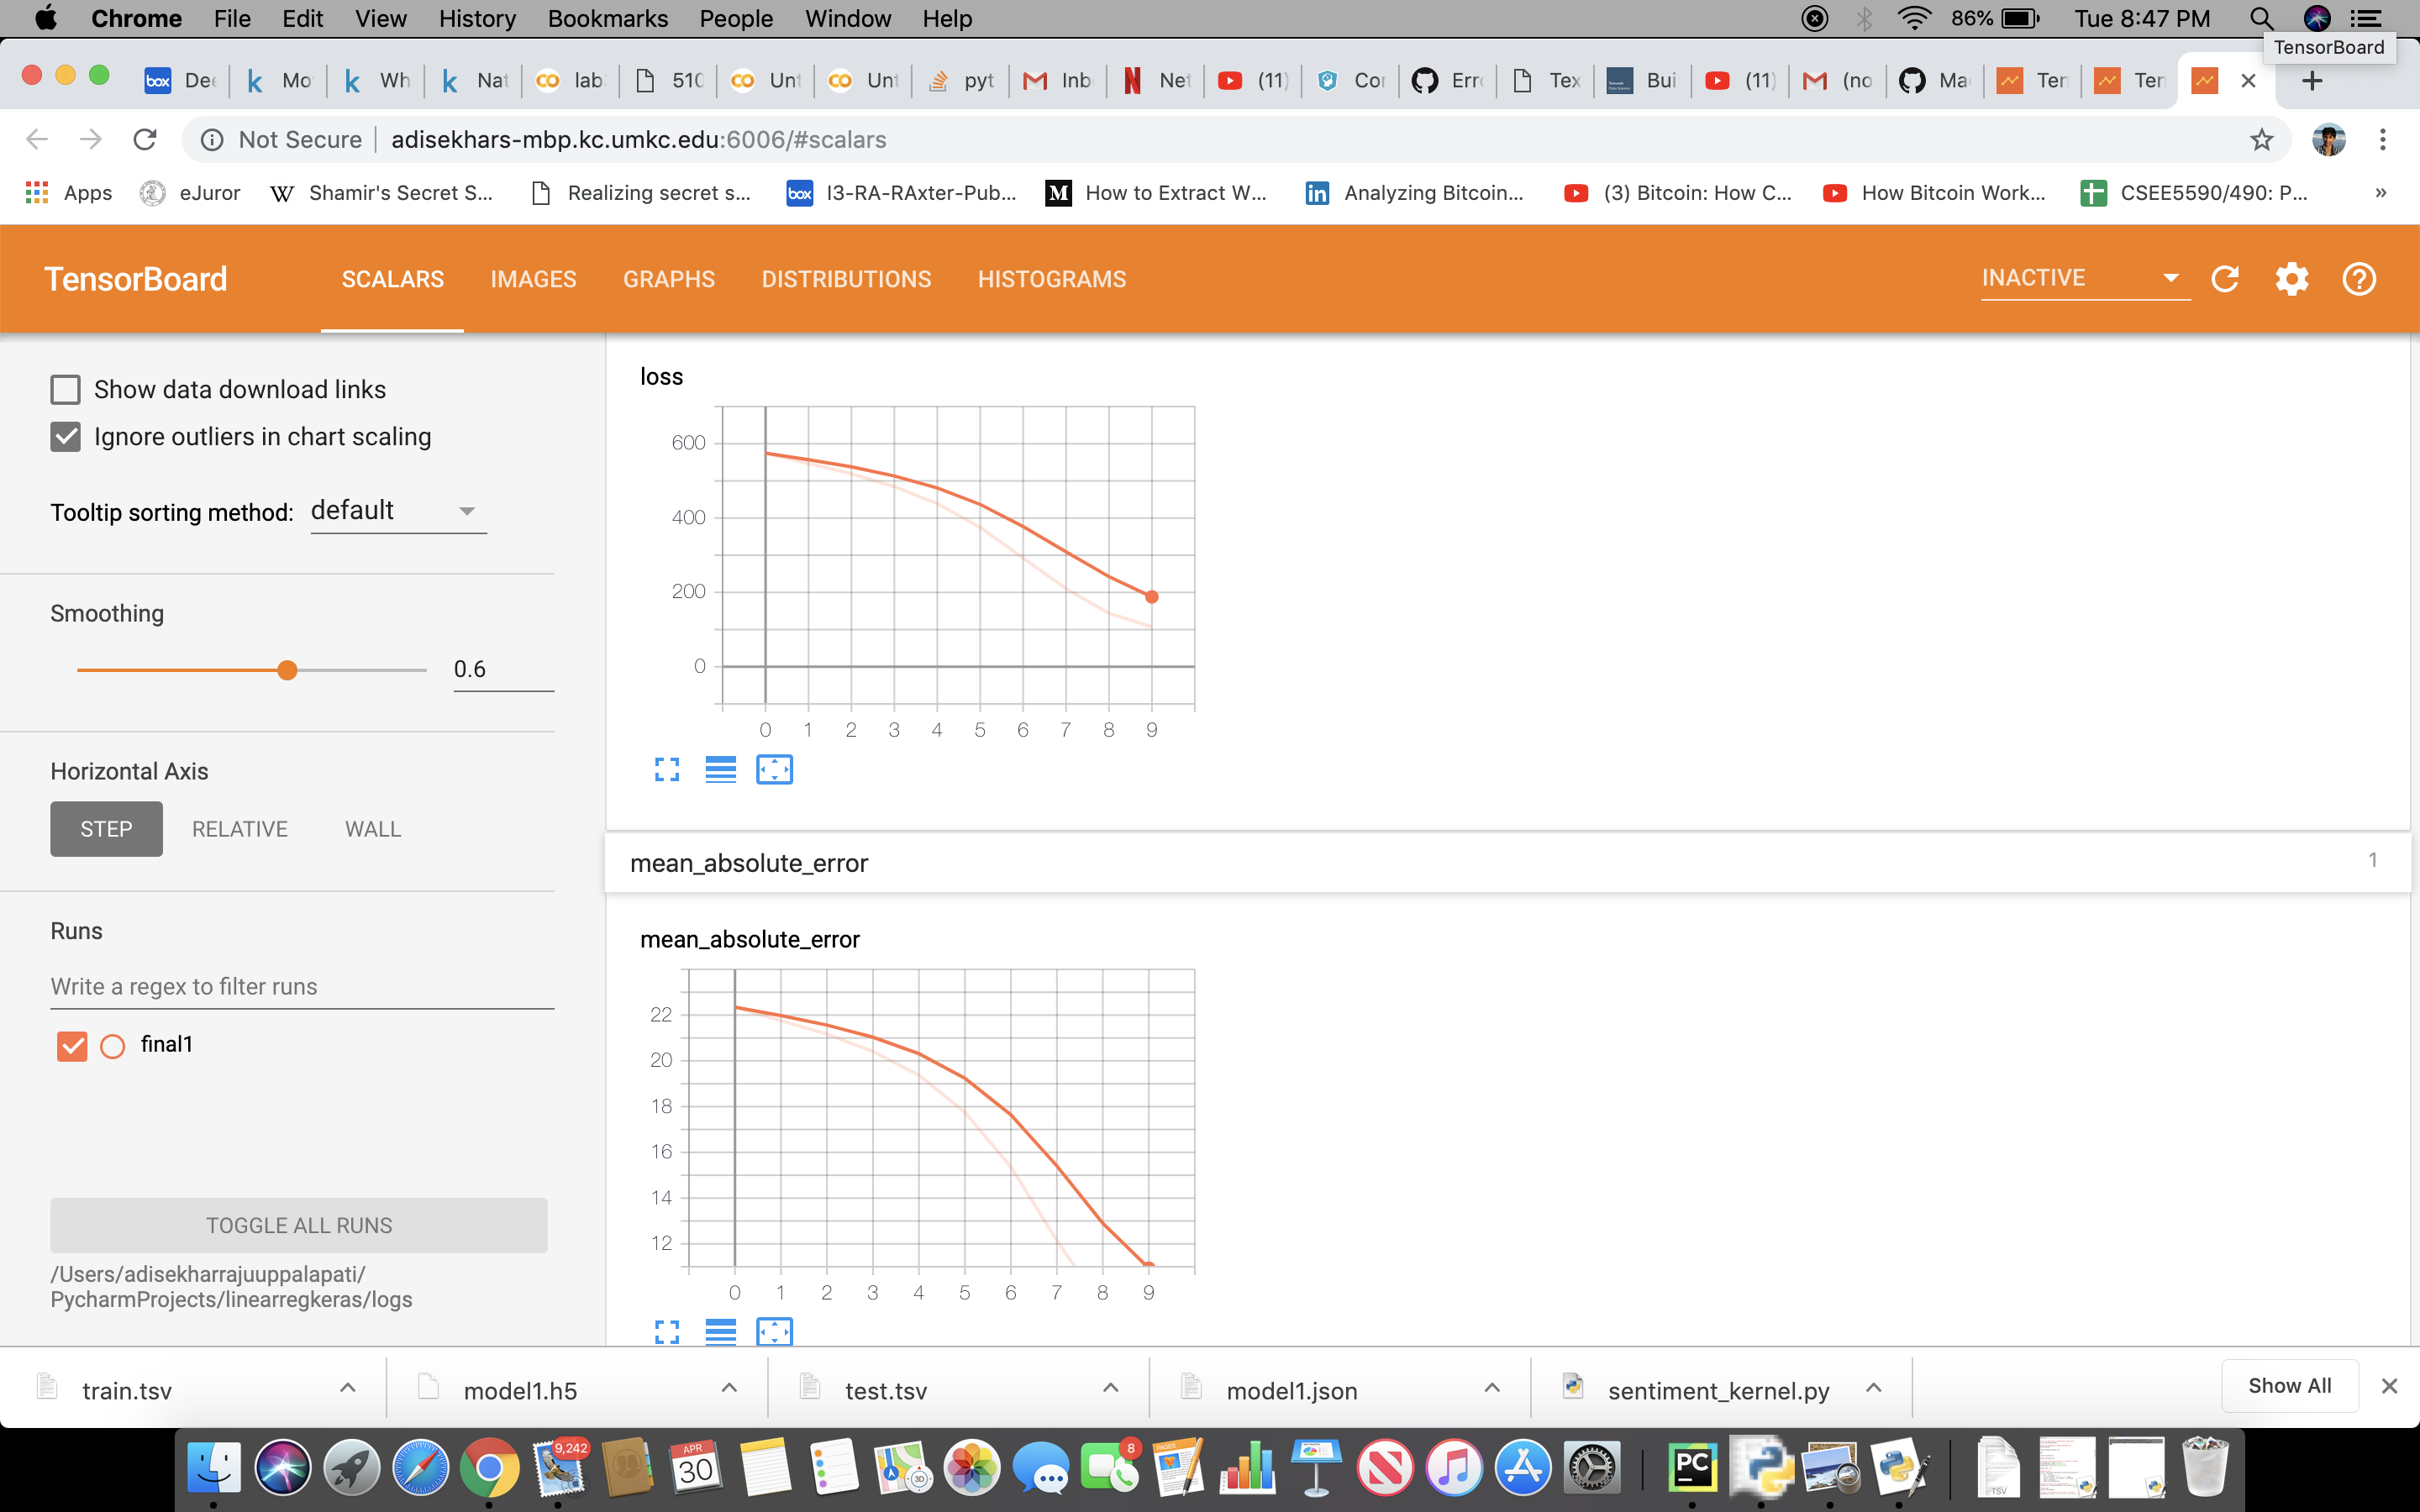 Chrome File Edit View History Bookmarks People Window Help 86% Tue 8:47 PM
TensorBoard
box Dee k Mo k Wh k Nat lab 510 Unt Unt pyt Inb Net (11) Cor Erro Tex Bui (11) (no Ma Ten Ten
Not Secure adisekhars-mbp.kc.umkc.edu:6006/#scalars
Apps eJuror W Shamir's Secret S... Realizing secret s... box I3-RA-RAxter-Pub... M How to Extract W... in Analyzing Bitcoin... (3) Bitcoin: How C... How Bitcoin Work... CSEE5590/490: P... »
TensorBoard SCALARS IMAGES GRAPHS DISTRIBUTIONS HISTOGRAMS INACTIVE
Show data download links
Ignore outliers in chart scaling
Tooltip sorting method: default
Smoothing
0.6
Horizontal Axis
STEP RELATIVE WALL
Runs
Write a regex to filter runs
final1
TOGGLE ALL RUNS
/Users/adisekharrajuuppalapati/
PycharmProjects/linearregkeras/logs
loss
600
400
200
0
0 1 2 3 4 5 6 7 8 9
mean_absolute_error 1
mean_absolute_error
22
20
18
16
14
12
0 1 2 3 4 5 6 7 8 9
train.tsv model1.h5 test.tsv model1.json sentiment_kernel.py Show All
9,242 APR 30 3D 8 PAGES PC TSV